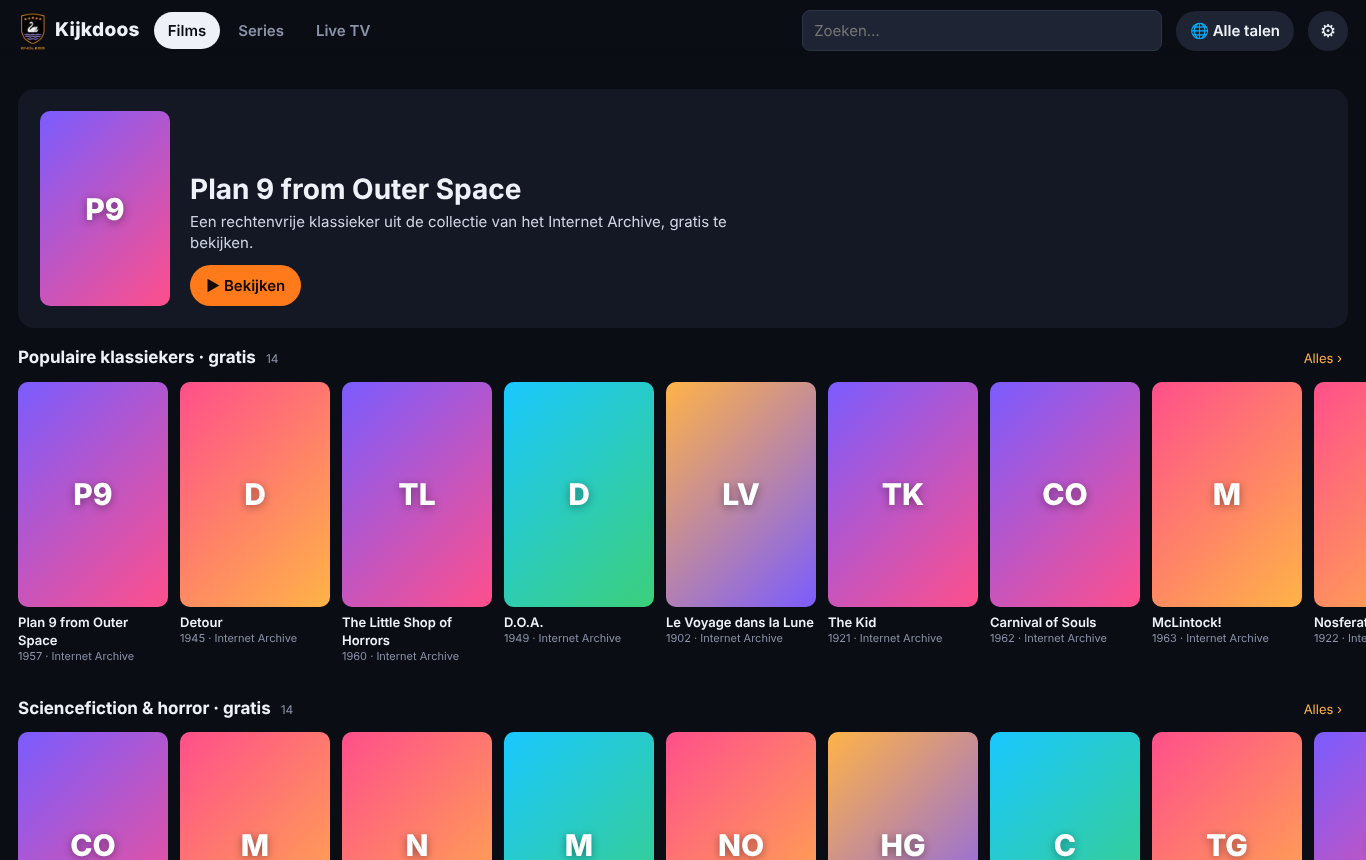 Kijkdoos
Films
Series
Live TV
Zoeken...
Alle talen
P9
Plan 9 from Outer Space
Een rechtenvrije klassieker uit de collectie van het Internet Archive, gratis te
bekijken.
▶ Bekijken
Populaire klassiekers · gratis 14
Alles ›
P9
D
TL
D
LV
TK
CO
M
Plan 9 from Outer
Space
1957 · Internet Archive
Detour
1945 · Internet Archive
The Little Shop of
Horrors
1960 · Internet Archive
D.O.A.
1949 · Internet Archive
Le Voyage dans la Lune
1902 · Internet Archive
The Kid
1921 · Internet Archive
Carnival of Souls
1962 · Internet Archive
McLintock!
1963 · Internet Archive
Nosferat
1922 · Inte
Sciencefiction & horror · gratis 14
Alles ›
CO
M
N
M
NO
HG
C
TG